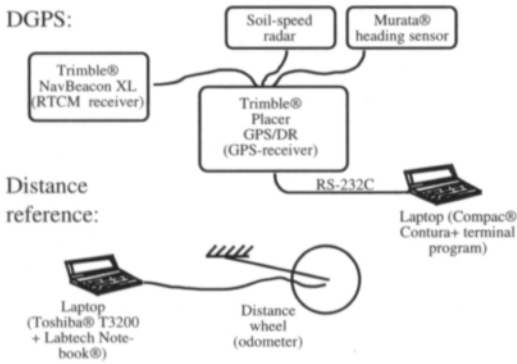 DGPS:
Soil-speed
radar
Murata®
heading sensor
Trimble®
NavBeacon XL
(RTCM receiver)
Trimble®
Placer
GPS/DR
(GPS-receiver)
RS-232C
Laptop (Compac®
Contura+ terminal
program)
Distance
reference:
Laptop
(Toshiba® T3200
+ Labtech Note-
book®)
Distance
wheel
(odometer)